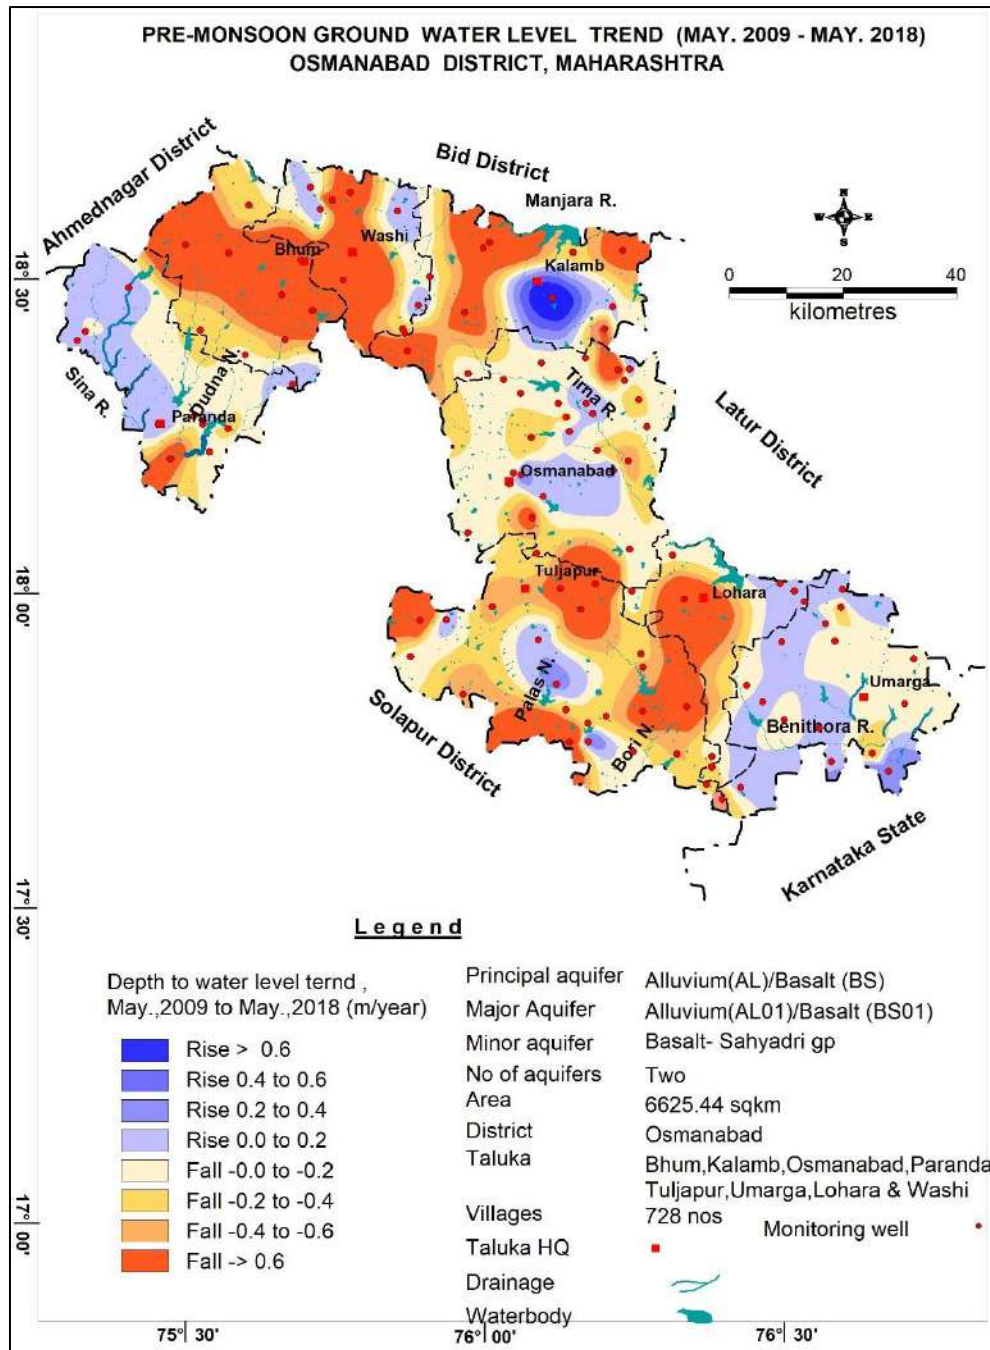 PRE-MONSOON GROUND WATER LEVEL TREND (MAY. 2009 - MAY. 2018)
OSMANABAD DISTRICT, MAHARASHTRA
Ahmednagar District
Bid District
Manjara R.
N
W E
S
Bhum
Washi
Kalamb
18° 30'
0 20 40
kilometres
Sina R.
Dudna N.
Paranda
Tirna R.
Latur District
Osmanabad
Tuljapur
Lohara
18° 00'
Palas N.
Umarga
Benithora R.
Bori N.
Solapur District
Karnataka State
17° 30'
Legend
Depth to water level ternd ,
May.,2009 to May.,2018 (m/year)
Rise > 0.6
Rise 0.4 to 0.6
Rise 0.2 to 0.4
Rise 0.0 to 0.2
Fall -0.0 to -0.2
Fall -0.2 to -0.4
Fall -0.4 to -0.6
Fall -> 0.6
Principal aquifer Alluvium(AL)/Basalt (BS)
Major Aquifer Alluvium(AL01)/Basalt (BS01)
Minor aquifer Basalt- Sahyadri gp
No of aquifers Two
Area 6625.44 sqkm
District Osmanabad
Taluka Bhum,Kalamb,Osmanabad,Paranda
Tuljapur,Umarga,Lohara & Washi
Villages 728 nos
Monitoring well
Taluka HQ
Drainage
Waterbody
17° 00'
75° 30' 76° 00' 76° 30'